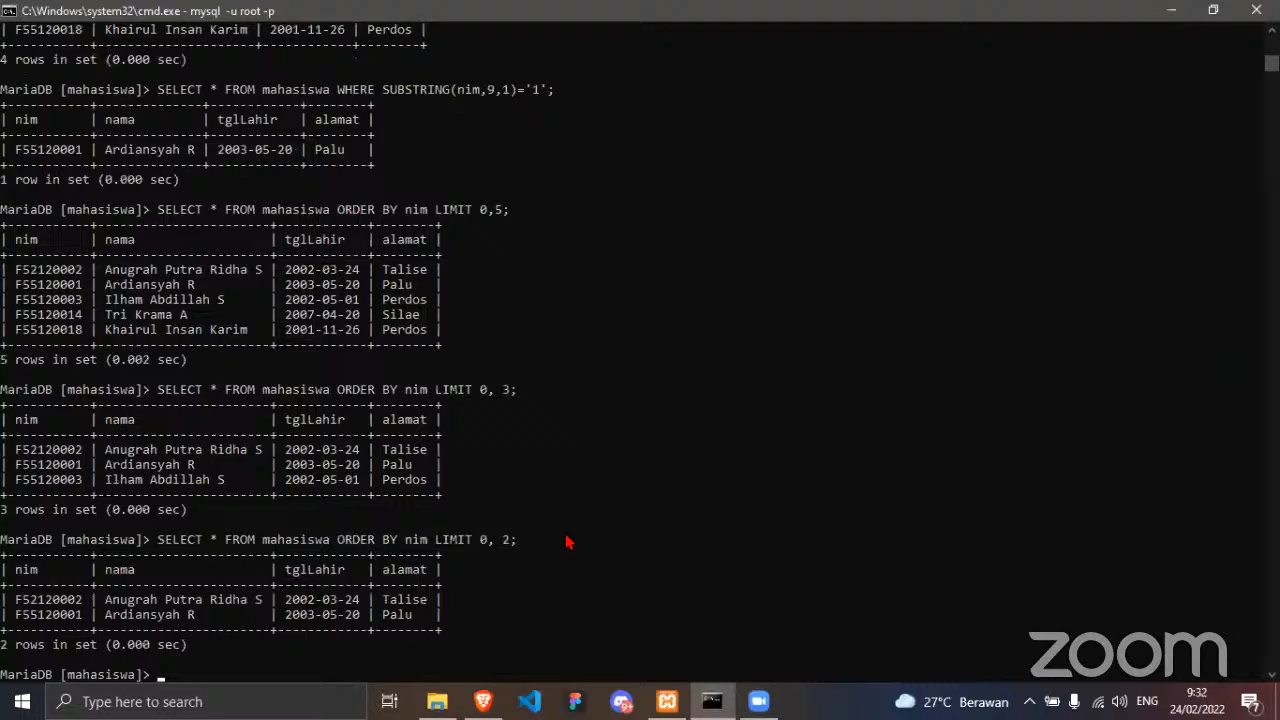 C:\Windows\system32\cmd.exe - mysql -u root -p
| F55120018 | Khairul Insan Karim | 2001-11-26 | Perdos |
+-----------+---------------------+------------+--------+
4 rows in set (0.000 sec)
MariaDB [mahasiswa]> SELECT * FROM mahasiswa WHERE SUBSTRING(nim,9,1)='1';
+-----------+--------------+------------+--------+
| nim | nama | tglLahir | alamat |
+-----------+--------------+------------+--------+
| F55120001 | Ardiansyah R | 2003-05-20 | Palu |
+-----------+--------------+------------+--------+
1 row in set (0.000 sec)
MariaDB [mahasiswa]> SELECT * FROM mahasiswa ORDER BY nim LIMIT 0,5;
+-----------+-----------------------+------------+--------+
| nim | nama | tglLahir | alamat |
+-----------+-----------------------+------------+--------+
| F52120002 | Anugrah Putra Ridha S | 2002-03-24 | Talise |
| F55120001 | Ardiansyah R | 2003-05-20 | Palu |
| F55120003 | Ilham Abdillah S | 2002-05-01 | Perdos |
| F55120014 | Tri Krama A | 2007-04-20 | Silae |
| F55120018 | Khairul Insan Karim | 2001-11-26 | Perdos |
+-----------+-----------------------+------------+--------+
5 rows in set (0.002 sec)
MariaDB [mahasiswa]> SELECT * FROM mahasiswa ORDER BY nim LIMIT 0, 3;
+-----------+-----------------------+------------+--------+
| nim | nama | tglLahir | alamat |
+-----------+-----------------------+------------+--------+
| F52120002 | Anugrah Putra Ridha S | 2002-03-24 | Talise |
| F55120001 | Ardiansyah R | 2003-05-20 | Palu |
| F55120003 | Ilham Abdillah S | 2002-05-01 | Perdos |
+-----------+-----------------------+------------+--------+
3 rows in set (0.000 sec)
MariaDB [mahasiswa]> SELECT * FROM mahasiswa ORDER BY nim LIMIT 0, 2;
+-----------+-----------------------+------------+--------+
| nim | nama | tglLahir | alamat |
+-----------+-----------------------+------------+--------+
| F52120002 | Anugrah Putra Ridha S | 2002-03-24 | Talise |
| F55120001 | Ardiansyah R | 2003-05-20 | Palu |
+-----------+-----------------------+------------+--------+
2 rows in set (0.000 sec)
MariaDB [mahasiswa]> _
zoom
Type here to search
27°C Berawan
ENG
9:32
24/02/2022
7